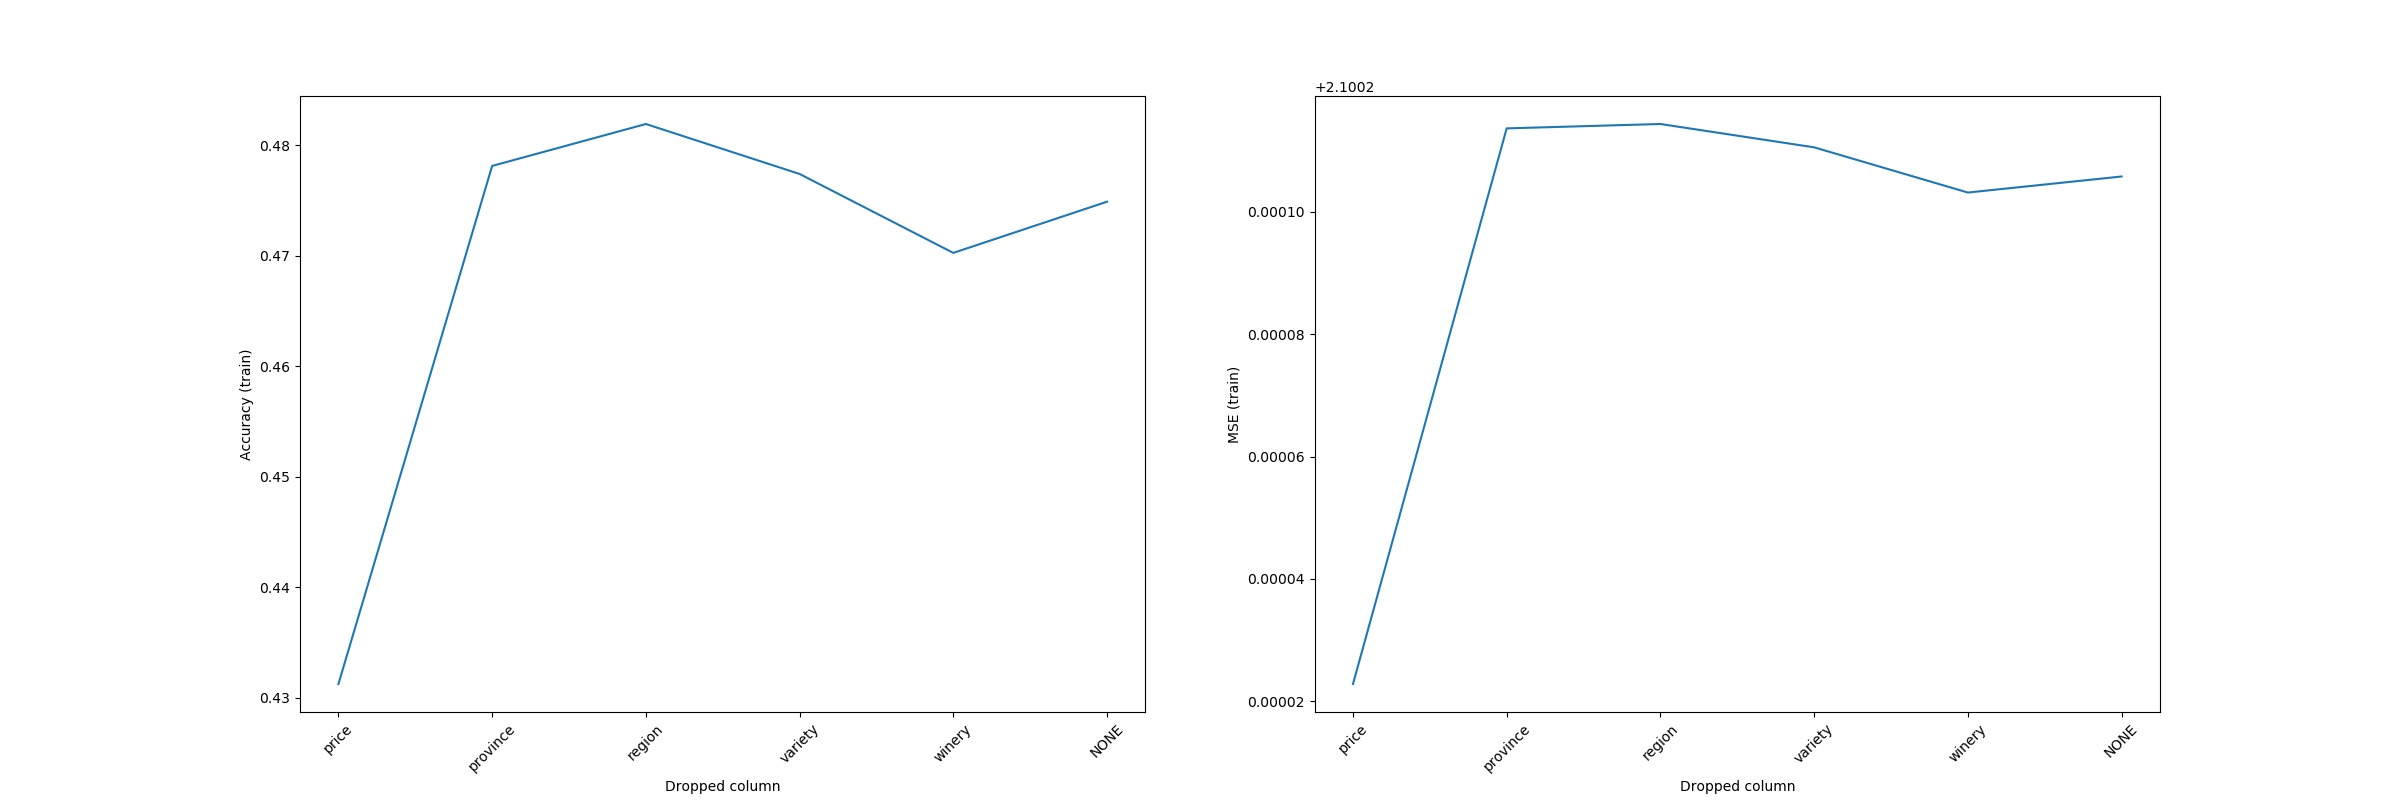 0.48
0.47
0.46
0.45
0.44
0.43
Accuracy (train)
price
province
region
variety
winery
NONE
Dropped column
+2.1002
0.00010
0.00008
0.00006
0.00004
0.00002
MSE (train)
price
province
region
variety
winery
NONE
Dropped column